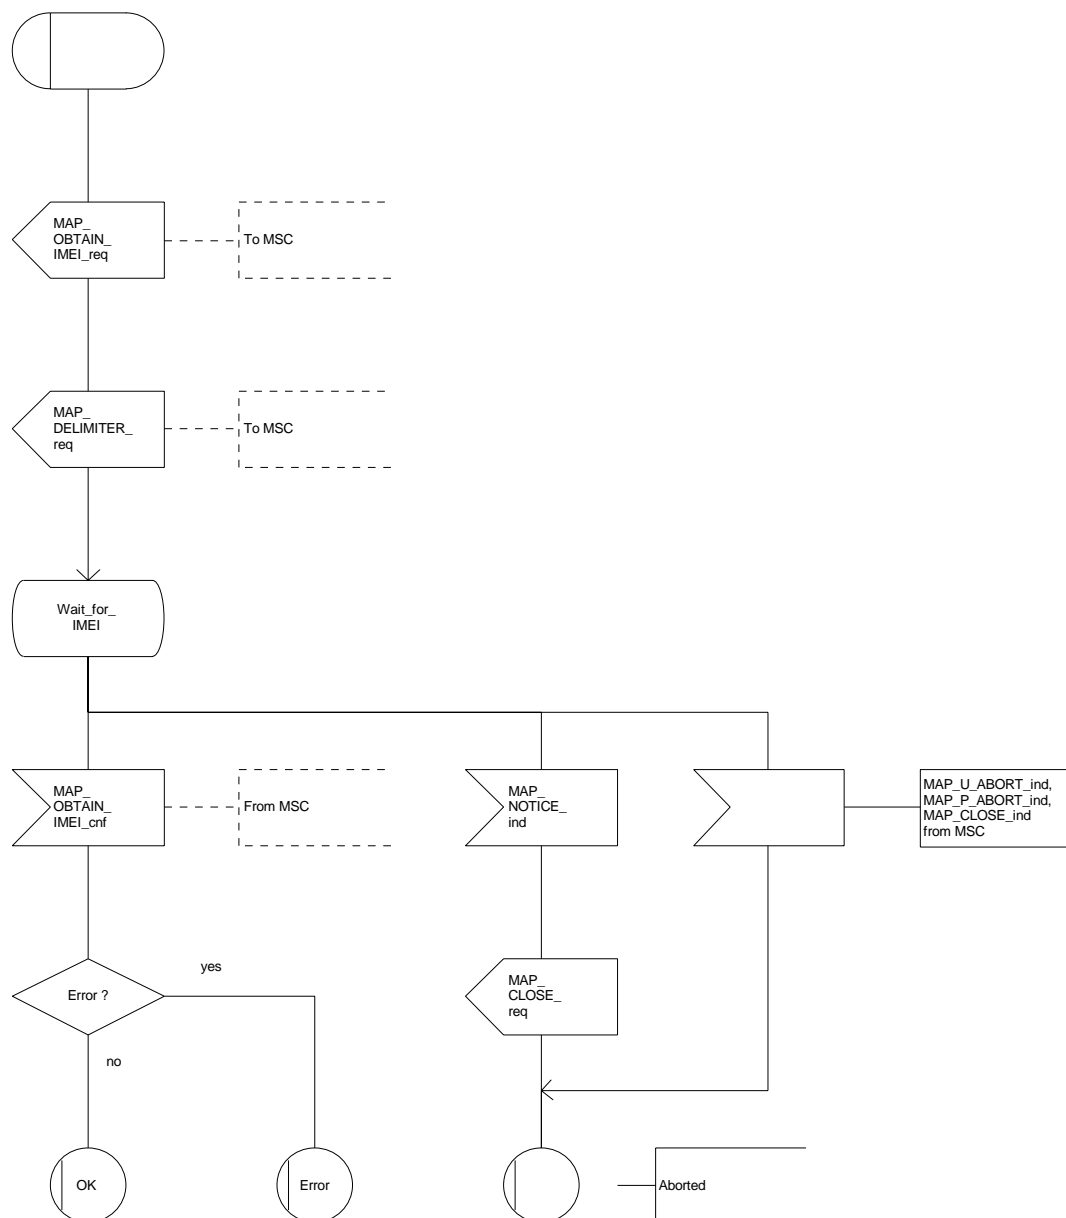 MAP_
OBTAIN_
IMEI_req
To MSC
MAP_
DELIMITER_
req
To MSC
Wait_for_
IMEI
MAP_
OBTAIN_
IMEI_cnf
From MSC
MAP_
NOTICE_
ind
MAP_U_ABORT_ind,
MAP_P_ABORT_ind,
MAP_CLOSE_ind
from MSC
Error ?
yes
no
MAP_
CLOSE_
req
OK
Error
Aborted